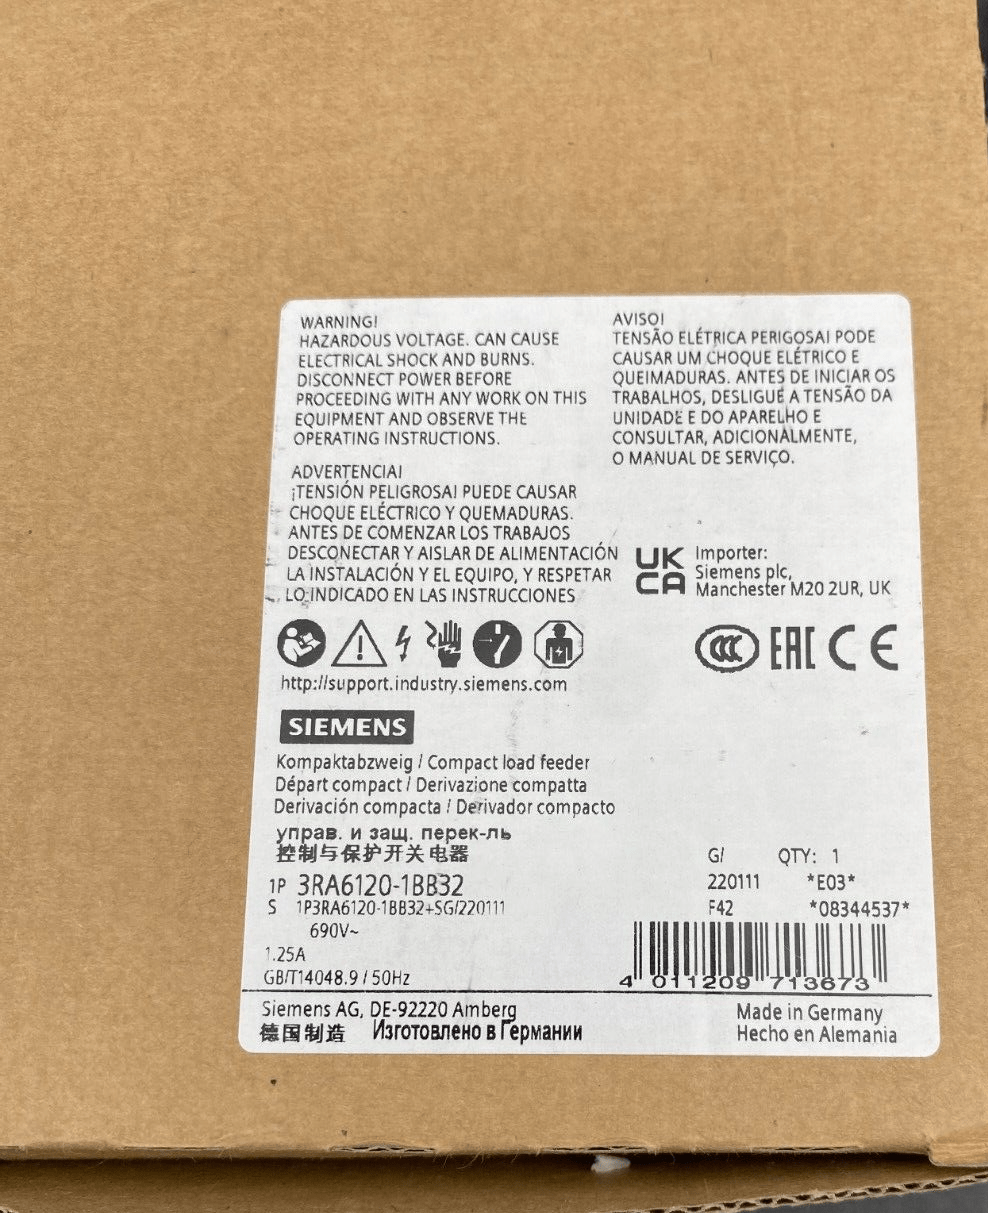 WARNING!
HAZARDOUS VOLTAGE. CAN CAUSE
ELECTRICAL SHOCK AND BURNS.
DISCONNECT POWER BEFORE
PROCEEDING WITH ANY WORK ON THIS
EQUIPMENT AND OBSERVE THE
OPERATING INSTRUCTIONS.
ADVERTENCIA!
¡TENSIÓN PELIGROSA! PUEDE CAUSAR
CHOQUE ELÉCTRICO Y QUEMADURAS.
ANTES DE COMENZAR LOS TRABAJOS
DESCONECTAR Y AISLAR DE ALIMENTACIÓN
LA INSTALACIÓN Y EL EQUIPO, Y RESPETAR
LO INDICADO EN LAS INSTRUCCIONES
AVISO!
TENSÃO ELÉTRICA PERIGOSA! PODE
CAUSAR UM CHOQUE ELÉTRICO E
QUEIMADURAS. ANTES DE INICIAR OS
TRABALHOS, DESLIGUE A TENSÃO DA
UNIDADE E DO APARELHO E
CONSULTAR, ADICIONALMENTE,
O MANUAL DE SERVIÇO.
UK
CA
Importer:
Siemens plc,
Manchester M20 2UR, UK
CCC EAC CE
http://support.industry.siemens.com
SIEMENS
Kompaktabzweig / Compact load feeder
Départ compact / Derivazione compatta
Derivación compacta / Derivador compacto
управ. и защ. перек-ль
控制与保护开关电器
1P 3RA6120-1BB32
S 1P3RA6120-1BB32+SG/220111
690V~
1.25A
GB/T14048.9 / 50Hz
G/ QTY: 1
220111 *E03*
F42 *08344537*
4 011209 713673
Siemens AG, DE-92220 Amberg
德国制造 Изготовлено в Германии
Made in Germany
Hecho en Alemania